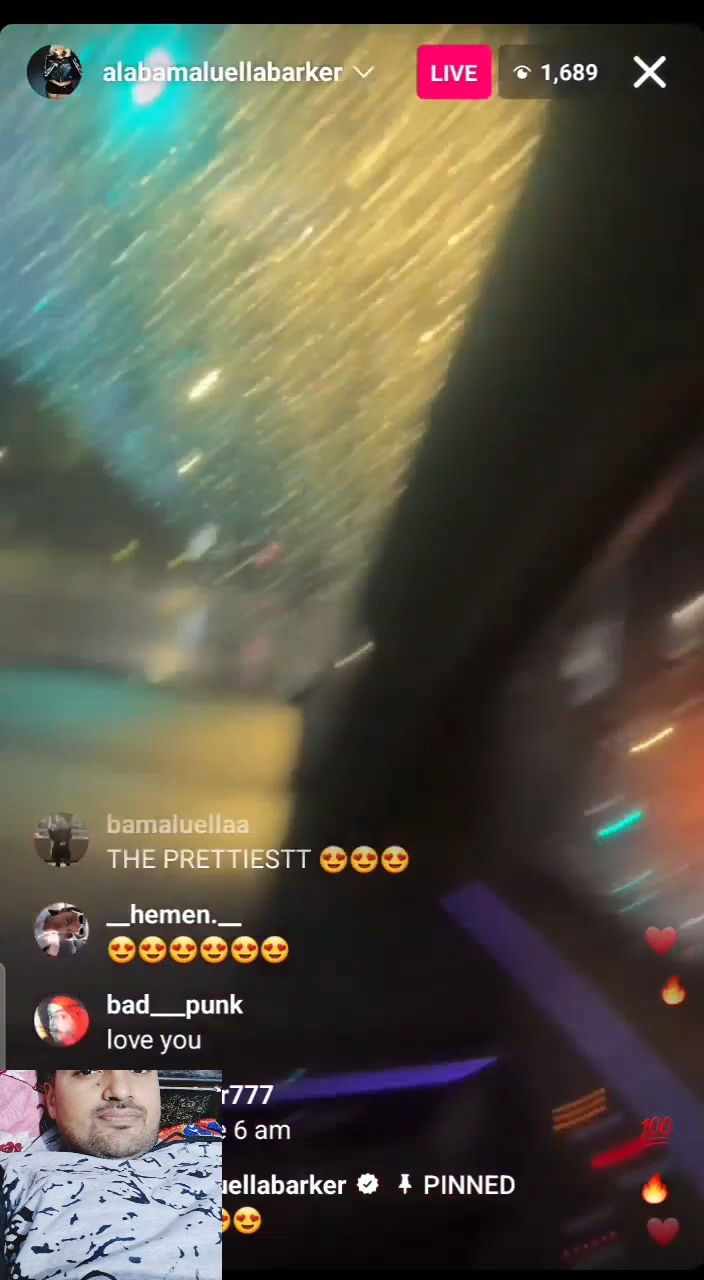 alabamaluellabarker
LIVE
1,689
bamaluellaa
THE PRETTIESTT 😍😍😍
__hemen.__
😍😍😍😍😍😍
bad___punk
love you
r777
6 am
uellabarker PINNED
😍
💯